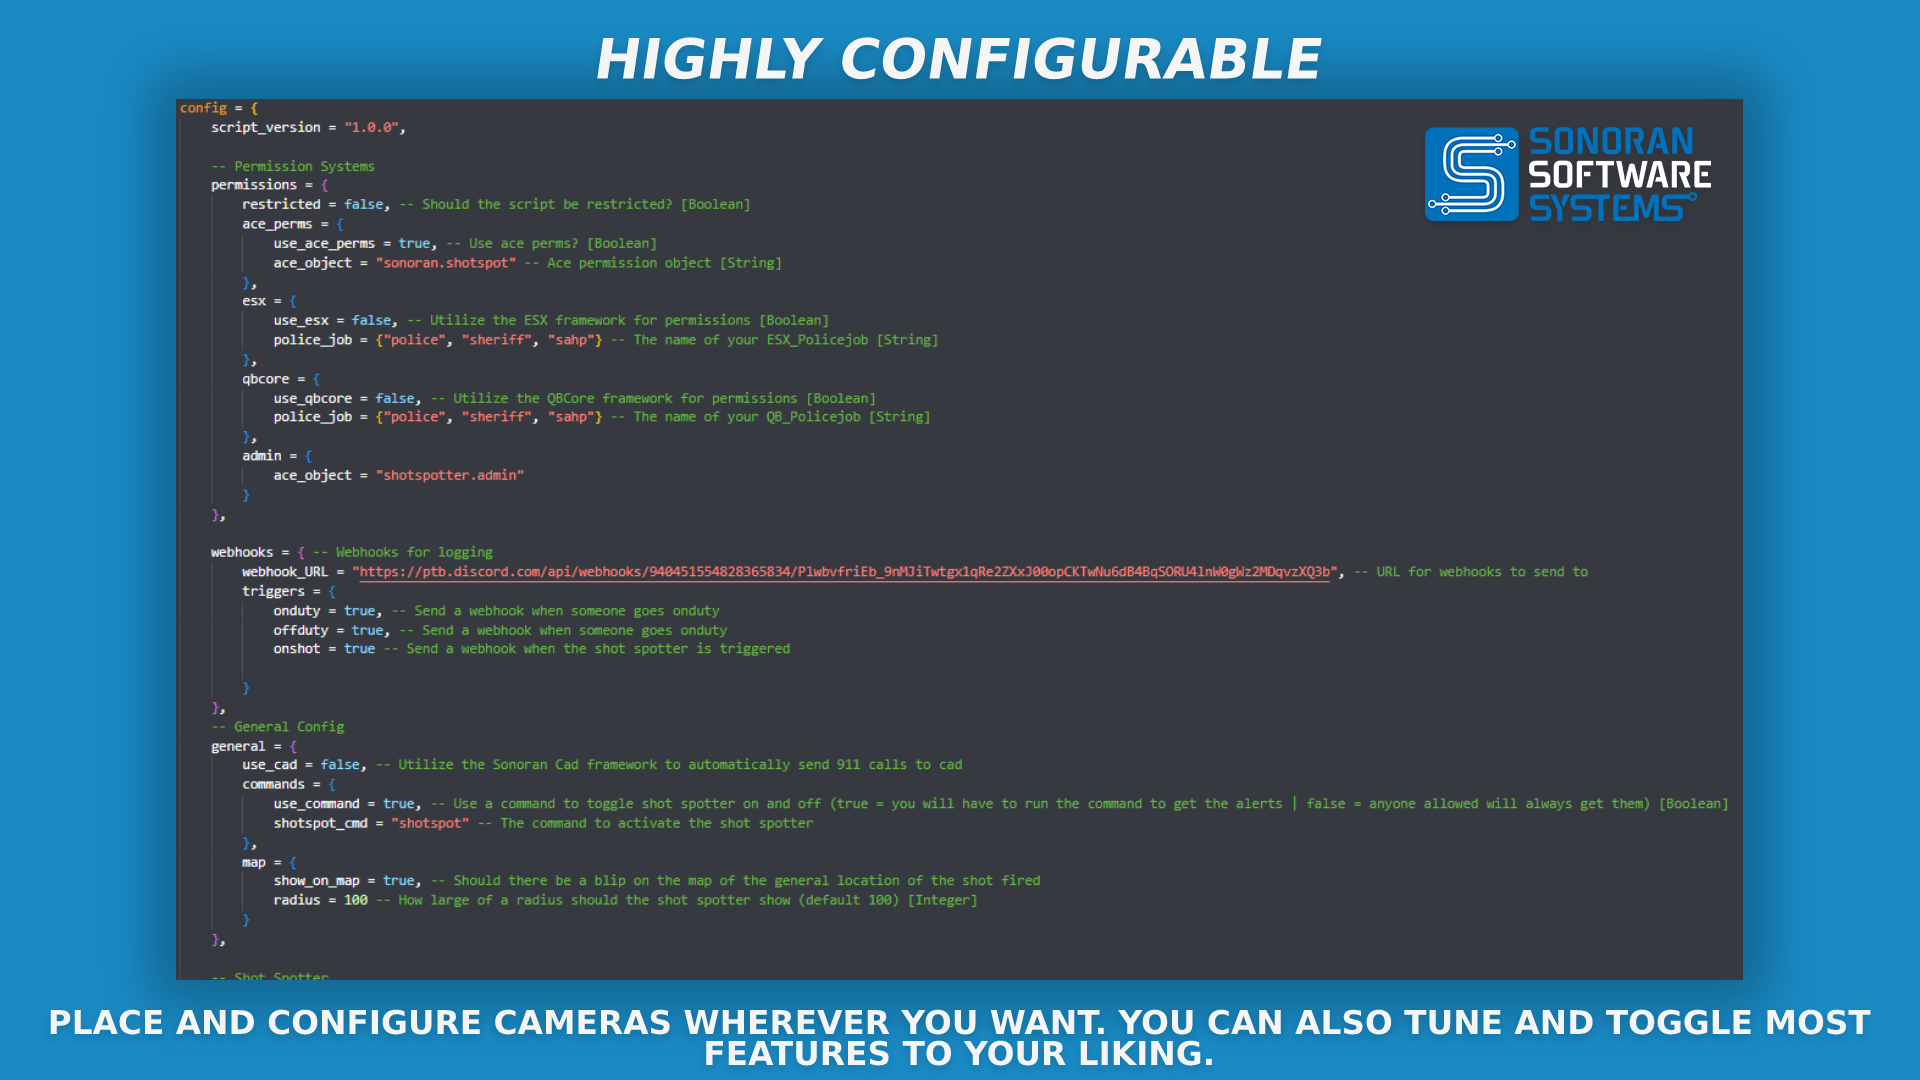 HIGHLY CONFIGURABLE
config = {
script_version = "1.0.0",
-- Permission Systems
permissions = {
restricted = false, -- Should the script be restricted? [Boolean]
ace_perms = {
use_ace_perms = true, -- Use ace perms? [Boolean]
ace_object = "sonoran.shotspot" -- Ace permission object [String]
},
esx = {
use_esx = false, -- Utilize the ESX framework for permissions [Boolean]
police_job = {"police", "sheriff", "sahp"} -- The name of your ESX_Policejob [String]
},
qbcore = {
use_qbcore = false, -- Utilize the QBCore framework for permissions [Boolean]
police_job = {"police", "sheriff", "sahp"} -- The name of your QB_Policejob [String]
},
admin = {
ace_object = "shotspotter.admin"
}
},
webhooks = { -- Webhooks for logging
webhook_URL = "https://ptb.discord.com/api/webhooks/940451554828365834/PlwbvfriEb_9nMJiTwtgx1qRe2ZXxJ00opCKTwNu6dB4BqSORU4lnW0gWz2MDqvzXQ3b", -- URL for webhooks to send to
triggers = {
onduty = true, -- Send a webhook when someone goes onduty
offduty = true, -- Send a webhook when someone goes onduty
onshot = true -- Send a webhook when the shot spotter is triggered
}
},
-- General Config
general = {
use_cad = false, -- Utilize the Sonoran Cad framework to automatically send 911 calls to cad
commands = {
use_command = true, -- Use a command to toggle shot spotter on and off (true = you will have to run the command to get the alerts | false = anyone allowed will always get them) [Boolean]
shotspot_cmd = "shotspot" -- The command to activate the shot spotter
},
map = {
show_on_map = true, -- Should there be a blip on the map of the general location of the shot fired
radius = 100 -- How large of a radius should the shot spotter show (default 100) [Integer]
}
},
-- Shot Spotter
SONORAN
SOFTWARE
SYSTEMS
PLACE AND CONFIGURE CAMERAS WHEREVER YOU WANT. YOU CAN ALSO TUNE AND TOGGLE MOST
FEATURES TO YOUR LIKING.